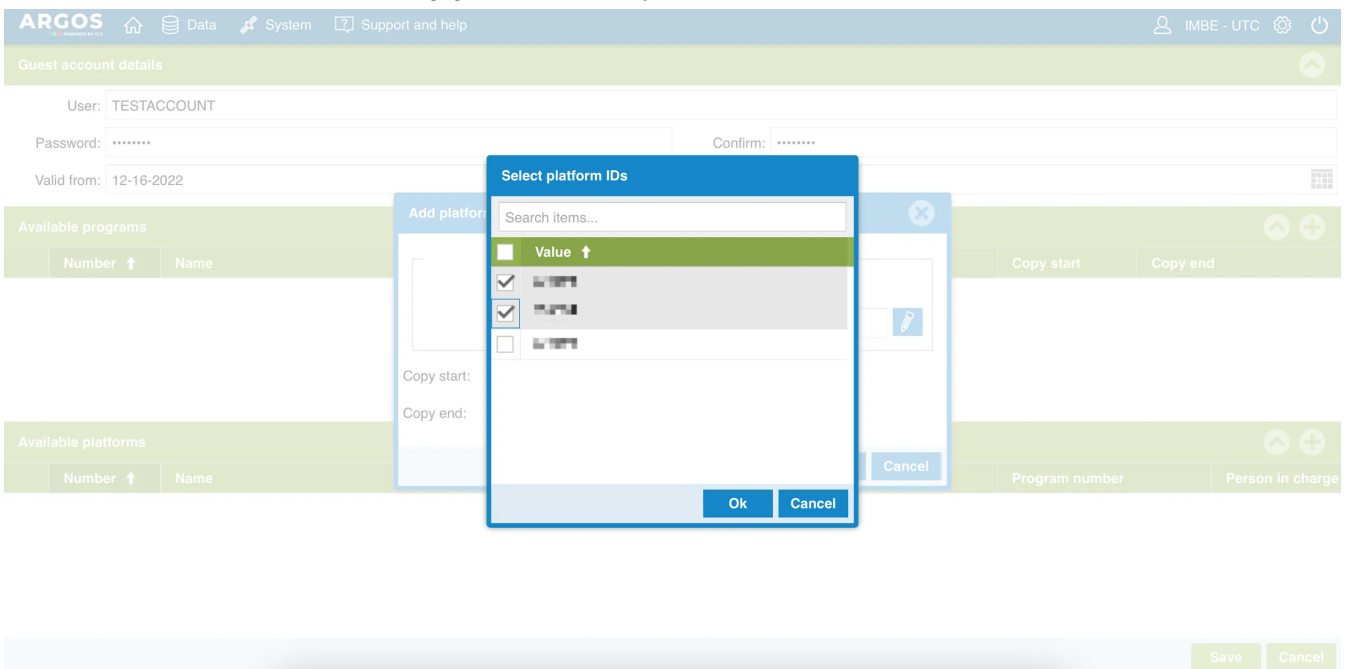 ARGOS Data System Support and help IMBE - UTC
Guest account details
User: TESTACCOUNT
Password: •••••••• Confirm: ••••••••
Valid from: 12-16-2022
Available programs
Number Name Copy start Copy end
Add platfor
Copy start:
Copy end:
Cancel
Select platform IDs
Search items...
Value
Ok Cancel
Available platforms
Number Name Program number Person in charge
Save Cancel